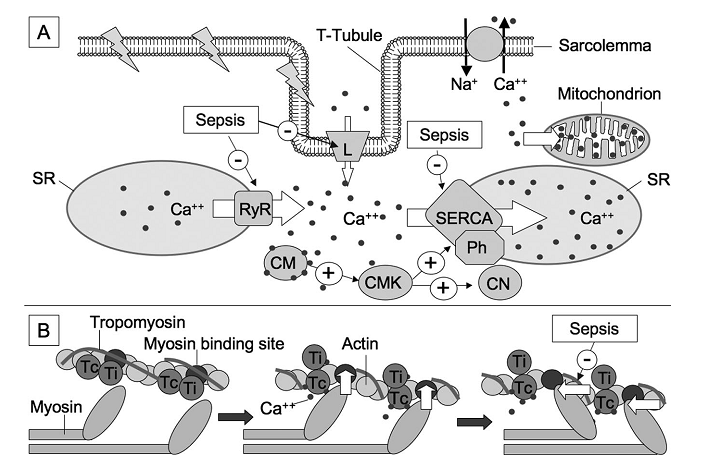 A
T-Tubule
Sarcolemma
Na⁺
Ca⁺⁺
Mitochondrion
Sepsis
-
L
Sepsis
-
-
SR
Ca⁺⁺
RyR
Ca⁺⁺
SERCA
Ca⁺⁺
SR
Ph
CM
+
CMK
+
+
CN
B
Tropomyosin
Myosin binding site
Ti
Tc
Ti
Tc
Ti
Myosin
Ti
Tc
Actin
Ti
Tc
Ca⁺⁺
Sepsis
-
Ti
Tc
Ti
Tc